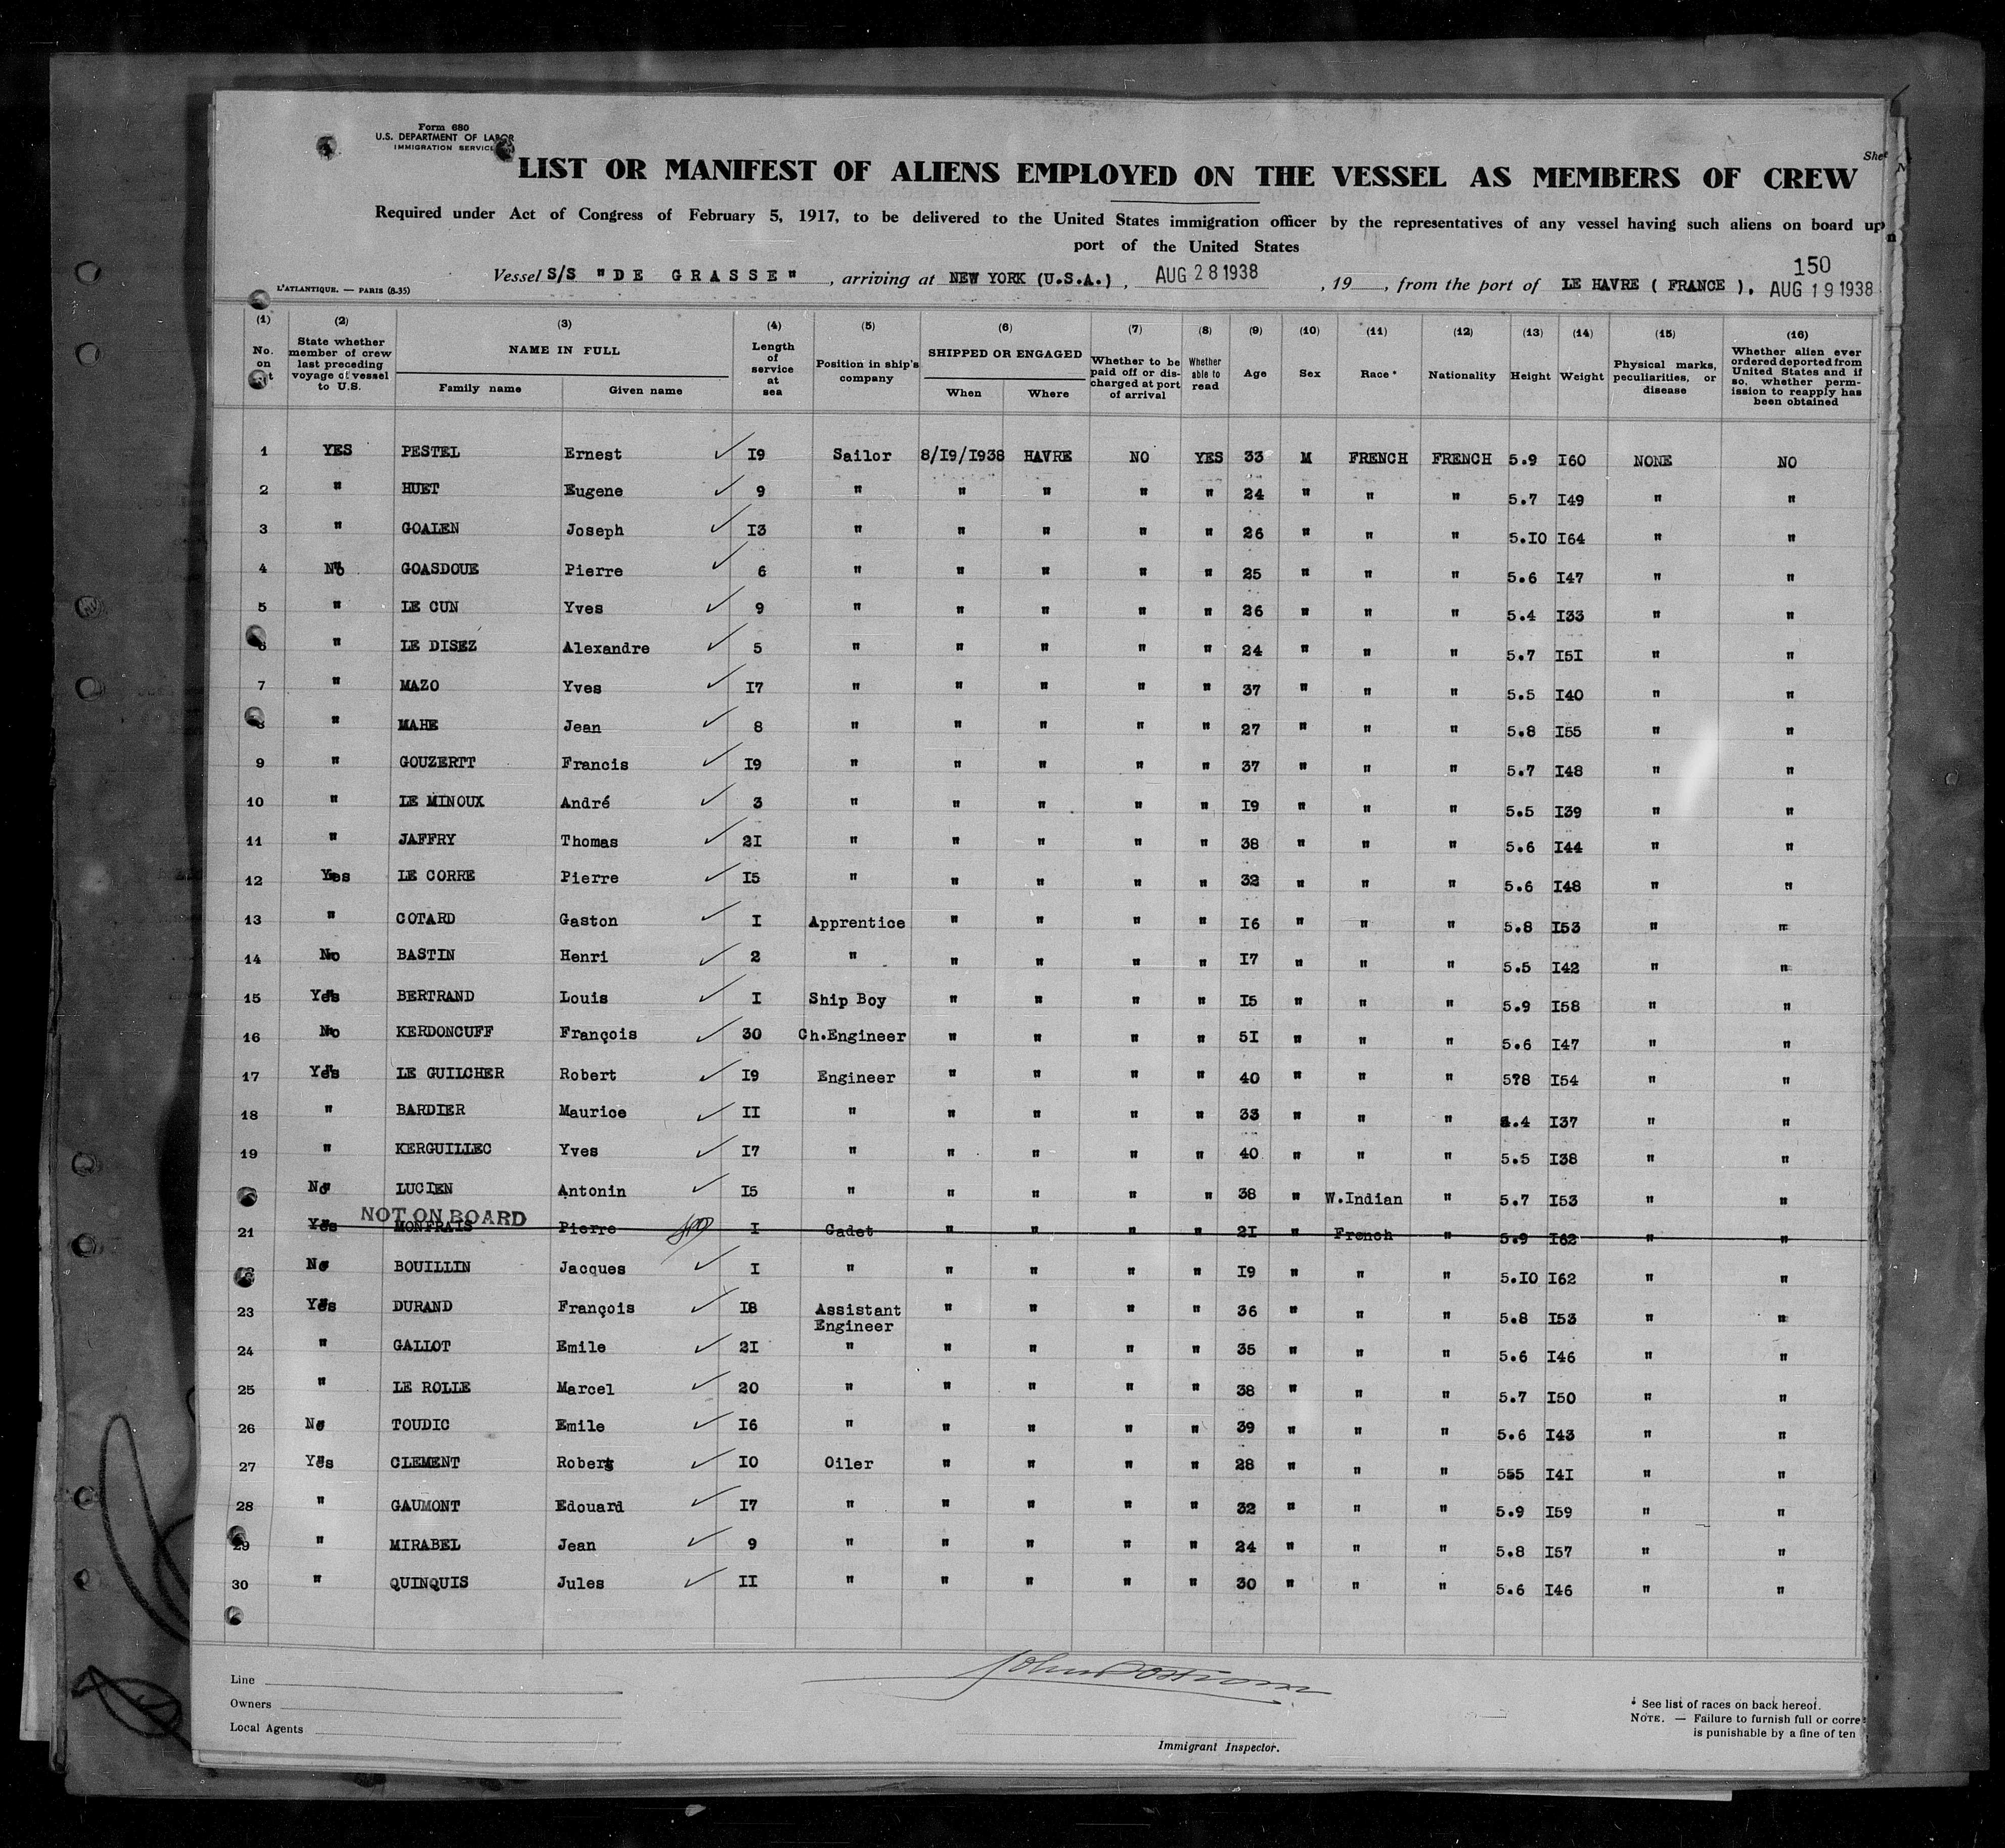 Form 680
U.S. DEPARTMENT OF LABOR
IMMIGRATION SERVICE
LIST OR MANIFEST OF ALIENS EMPLOYED ON THE VESSEL AS MEMBERS OF CREW
Required under Act of Congress of February 5, 1917, to be delivered to the United States immigration officer by the representatives of any vessel having such aliens on board up
port of the United States
150
Vessel S/S "DE GRASSE" , arriving at NEW YORK (U.S.A.) , AUG 28 1938 , 19 , from the port of LE HAVRE ( FRANCE ). AUG 19 1938
L'ATLANTIQUE. — PARIS (8-35)
(1) (2) (3) (4) (5) (6) (7) (8) (9) (10) (11) (12) (13) (14) (15) (16)
No. on | State whether member of crew last preceding voyage of vessel to U.S. | NAME IN FULL Family name Given name | Length of service at sea | Position in ship's company | SHIPPED OR ENGAGED When Where | Whether to be paid off or discharged at port of arrival | Whether able to read | Age | Sex | Race * | Nationality | Height | Weight | Physical marks, peculiarities, or disease | Whether alien ever ordered deported from United States and if so, whether permission to reapply has been obtained
1 YES PESTEL Ernest ✓ I9 Sailor 8/I9/I938 HAVRE NO YES 33 M FRENCH FRENCH 5.9 I60 NONE NO
2 " HUET Eugene ✓ 9 " " " " " 24 " " " 5.7 I49 " "
3 " GOALEN Joseph ✓ I3 " " " " " 26 " " " 5.I0 I64 " "
4 No GOASDOUE Pierre ✓ 6 " " " " " 25 " " " 5.6 I47 " "
5 " LE CUN Yves ✓ 9 " " " " " 26 " " " 5.4 I33 " "
6 " LE DISEZ Alexandre ✓ 5 " " " " " 24 " " " 5.7 I5I " "
7 " MAZO Yves ✓ I7 " " " " " 37 " " " 5.5 I40 " "
8 " MAHE Jean ✓ 8 " " " " " 27 " " " 5.8 I55 " "
9 " GOUZERTT Francis ✓ I9 " " " " " 37 " " " 5.7 I48 " "
10 " LE MINOUX André ✓ 3 " " " " " I9 " " " 5.5 I39 " "
11 " JAFFRY Thomas ✓ 2I " " " " " 38 " " " 5.6 I44 " "
12 Yes LE CORRE Pierre ✓ I5 " " " " " 32 " " " 5.6 I48 " "
13 " COTARD Gaston ✓ I Apprentice " " " " I6 " " " 5.8 I53 " "
14 No BASTIN Henri ✓ 2 " " " " " I7 " " " 5.5 I42 " "
15 Yes BERTRAND Louis ✓ I Ship Boy " " " " I5 " " " 5.9 I58 " "
16 No KERDONCUFF François ✓ 30 Ch.Engineer " " " " 5I " " " 5.6 I47 " "
17 Yes LE GUILCHER Robert ✓ I9 Engineer " " " " 40 " " " 5?8 I54 " "
18 " BARDIER Maurice ✓ II " " " " " 33 " " " .4 I37 " "
19 " KERGUILLEC Yves ✓ I7 " " " " " 40 " " " 5.5 I38 " "
No LUCIEN Antonin ✓ I5 " " " " " 38 " W.Indian " 5.7 I53 " "
NOT ON BOARD
21 Yes MONFRAIS Pierre I Cadet " " " " 2I " French " 5.9 I62 " "
No BOUILLIN Jacques ✓ I " " " " " I9 " " " 5.I0 I62 " "
23 Yes DURAND François ✓ I8 Assistant Engineer " " " " 36 " " " 5.8 I53 " "
24 " GALLOT Emile ✓ 2I " " " " " 35 " " " 5.6 I46 " "
25 " LE ROLLE Marcel ✓ 20 " " " " " 38 " " " 5.7 I50 " "
26 No TOUDIC Emile ✓ I6 " " " " " 39 " " " 5.6 I43 " "
27 Yes CLEMENT Robert ✓ I0 Oiler " " " " 28 " " " 555 I4I " "
28 " GAUMONT Edouard ✓ I7 " " " " " 32 " " " 5.9 I59 " "
29 " MIRABEL Jean ✓ 9 " " " " " 24 " " " 5.8 I57 " "
30 " QUINQUIS Jules ✓ II " " " " " 30 " " " 5.6 I46 " "
Line
Owners
Local Agents
Immigrant Inspector.
* See list of races on back hereof.
NOTE. — Failure to furnish full or corre
is punishable by a fine of ten